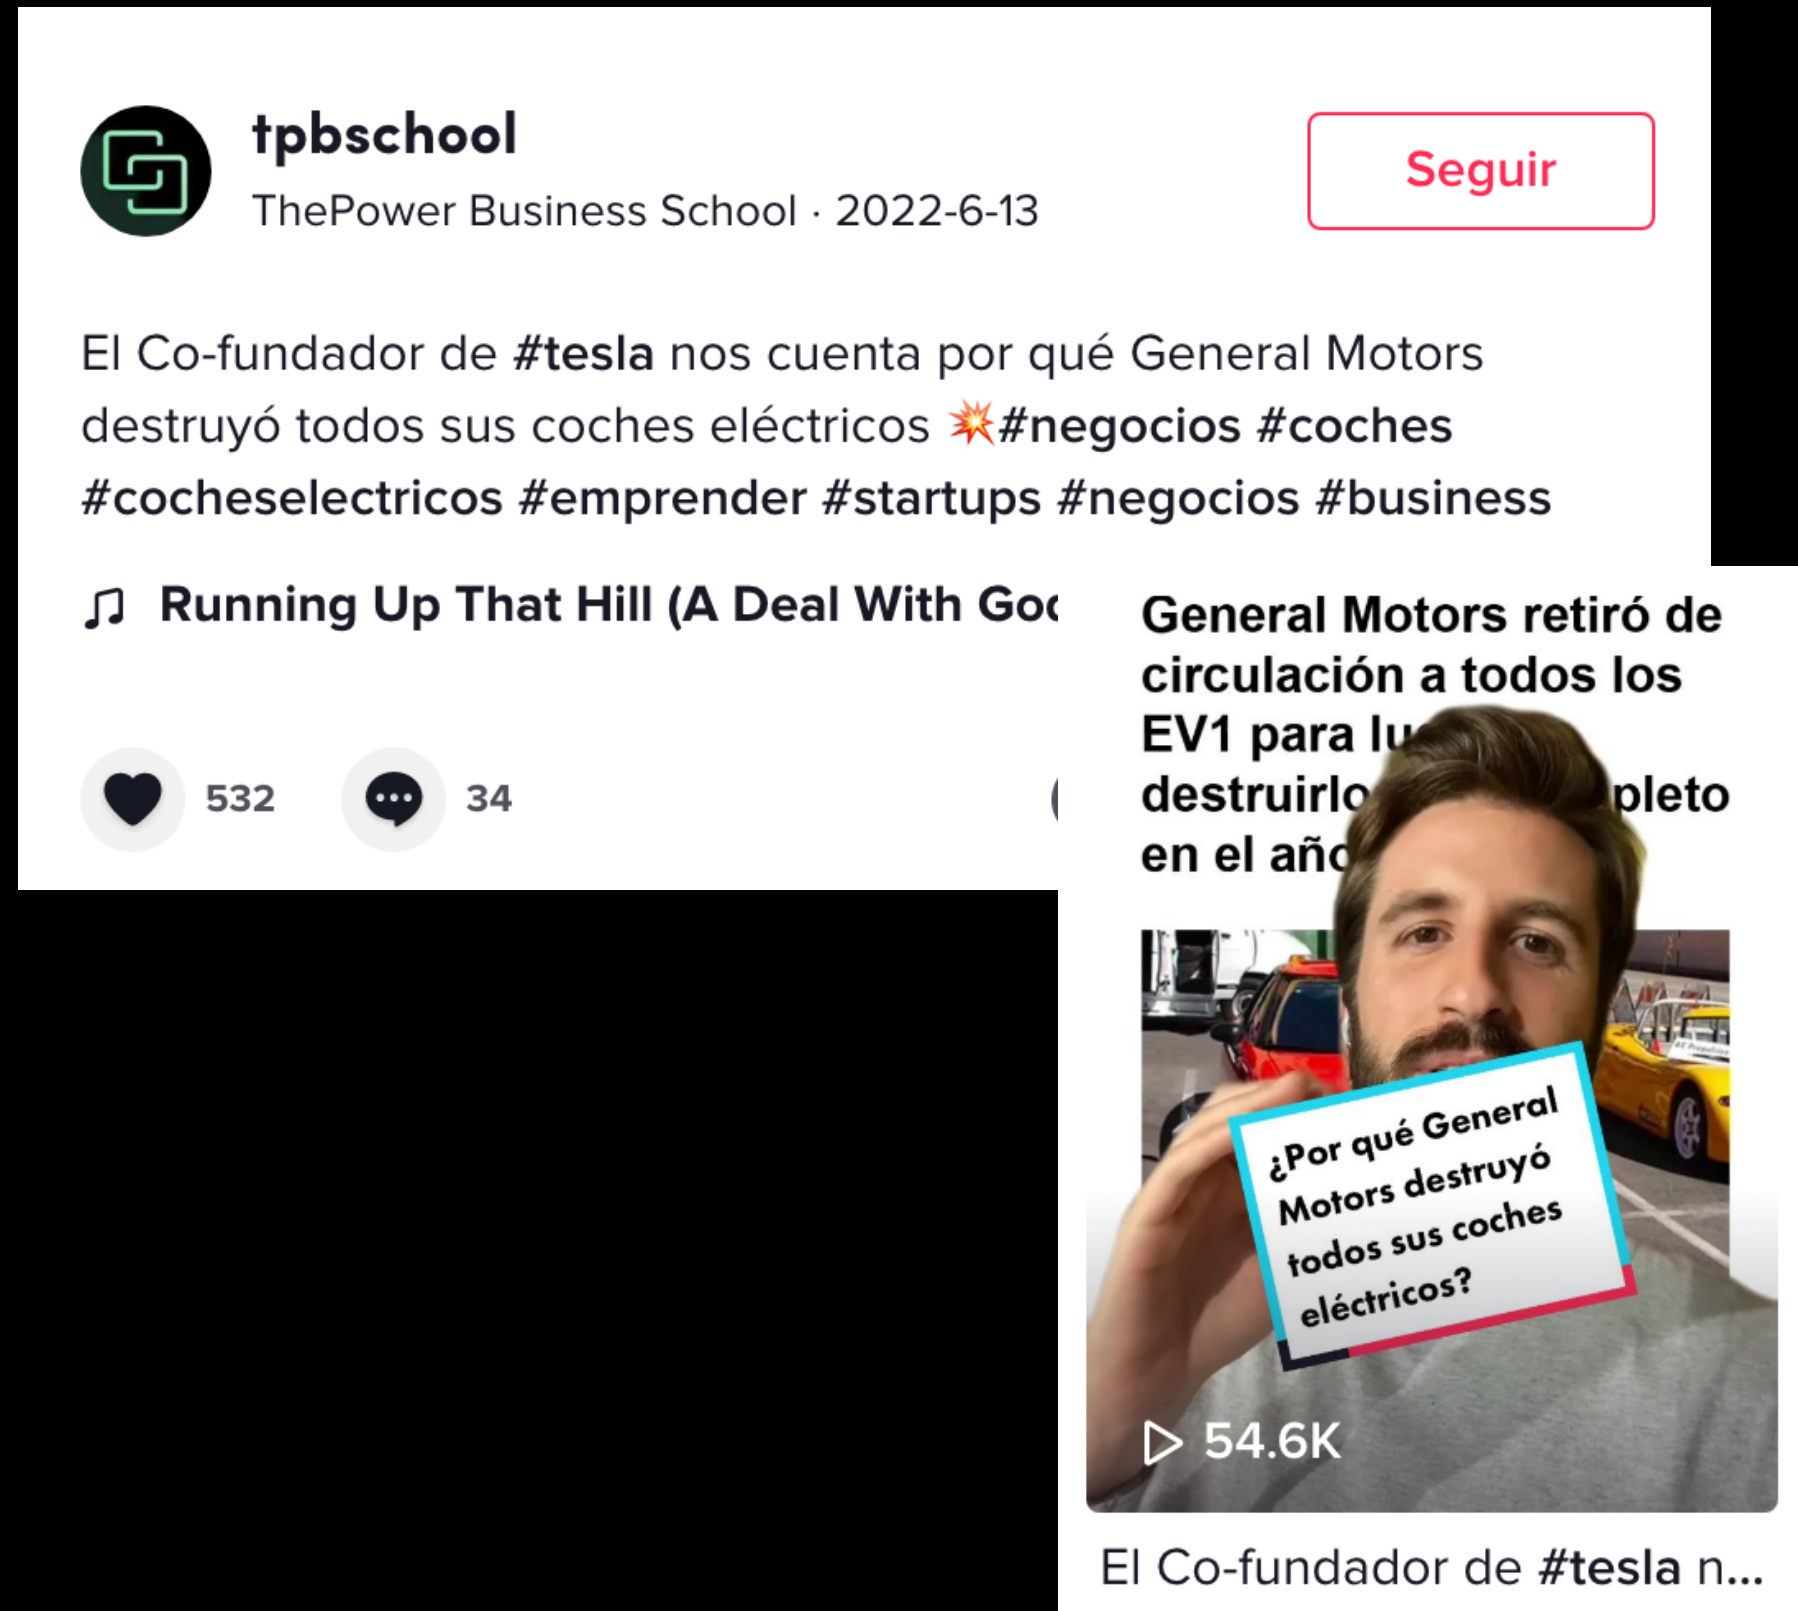 tpbschool
ThePower Business School · 2022-6-13
Seguir
El Co-fundador de #tesla nos cuenta por qué General Motors
destruyó todos sus coches eléctricos 💥#negocios #coches
#cocheselectricos #emprender #startups #negocios #business
Running Up That Hill (A Deal With
532
34
General Motors retiró de
circulación a todos los
EV1 para
pleto
en el
¿Por qué General
Motors destruyó
todos sus coches
eléctricos?
54.6K
El Co-fundador de #tesla n...